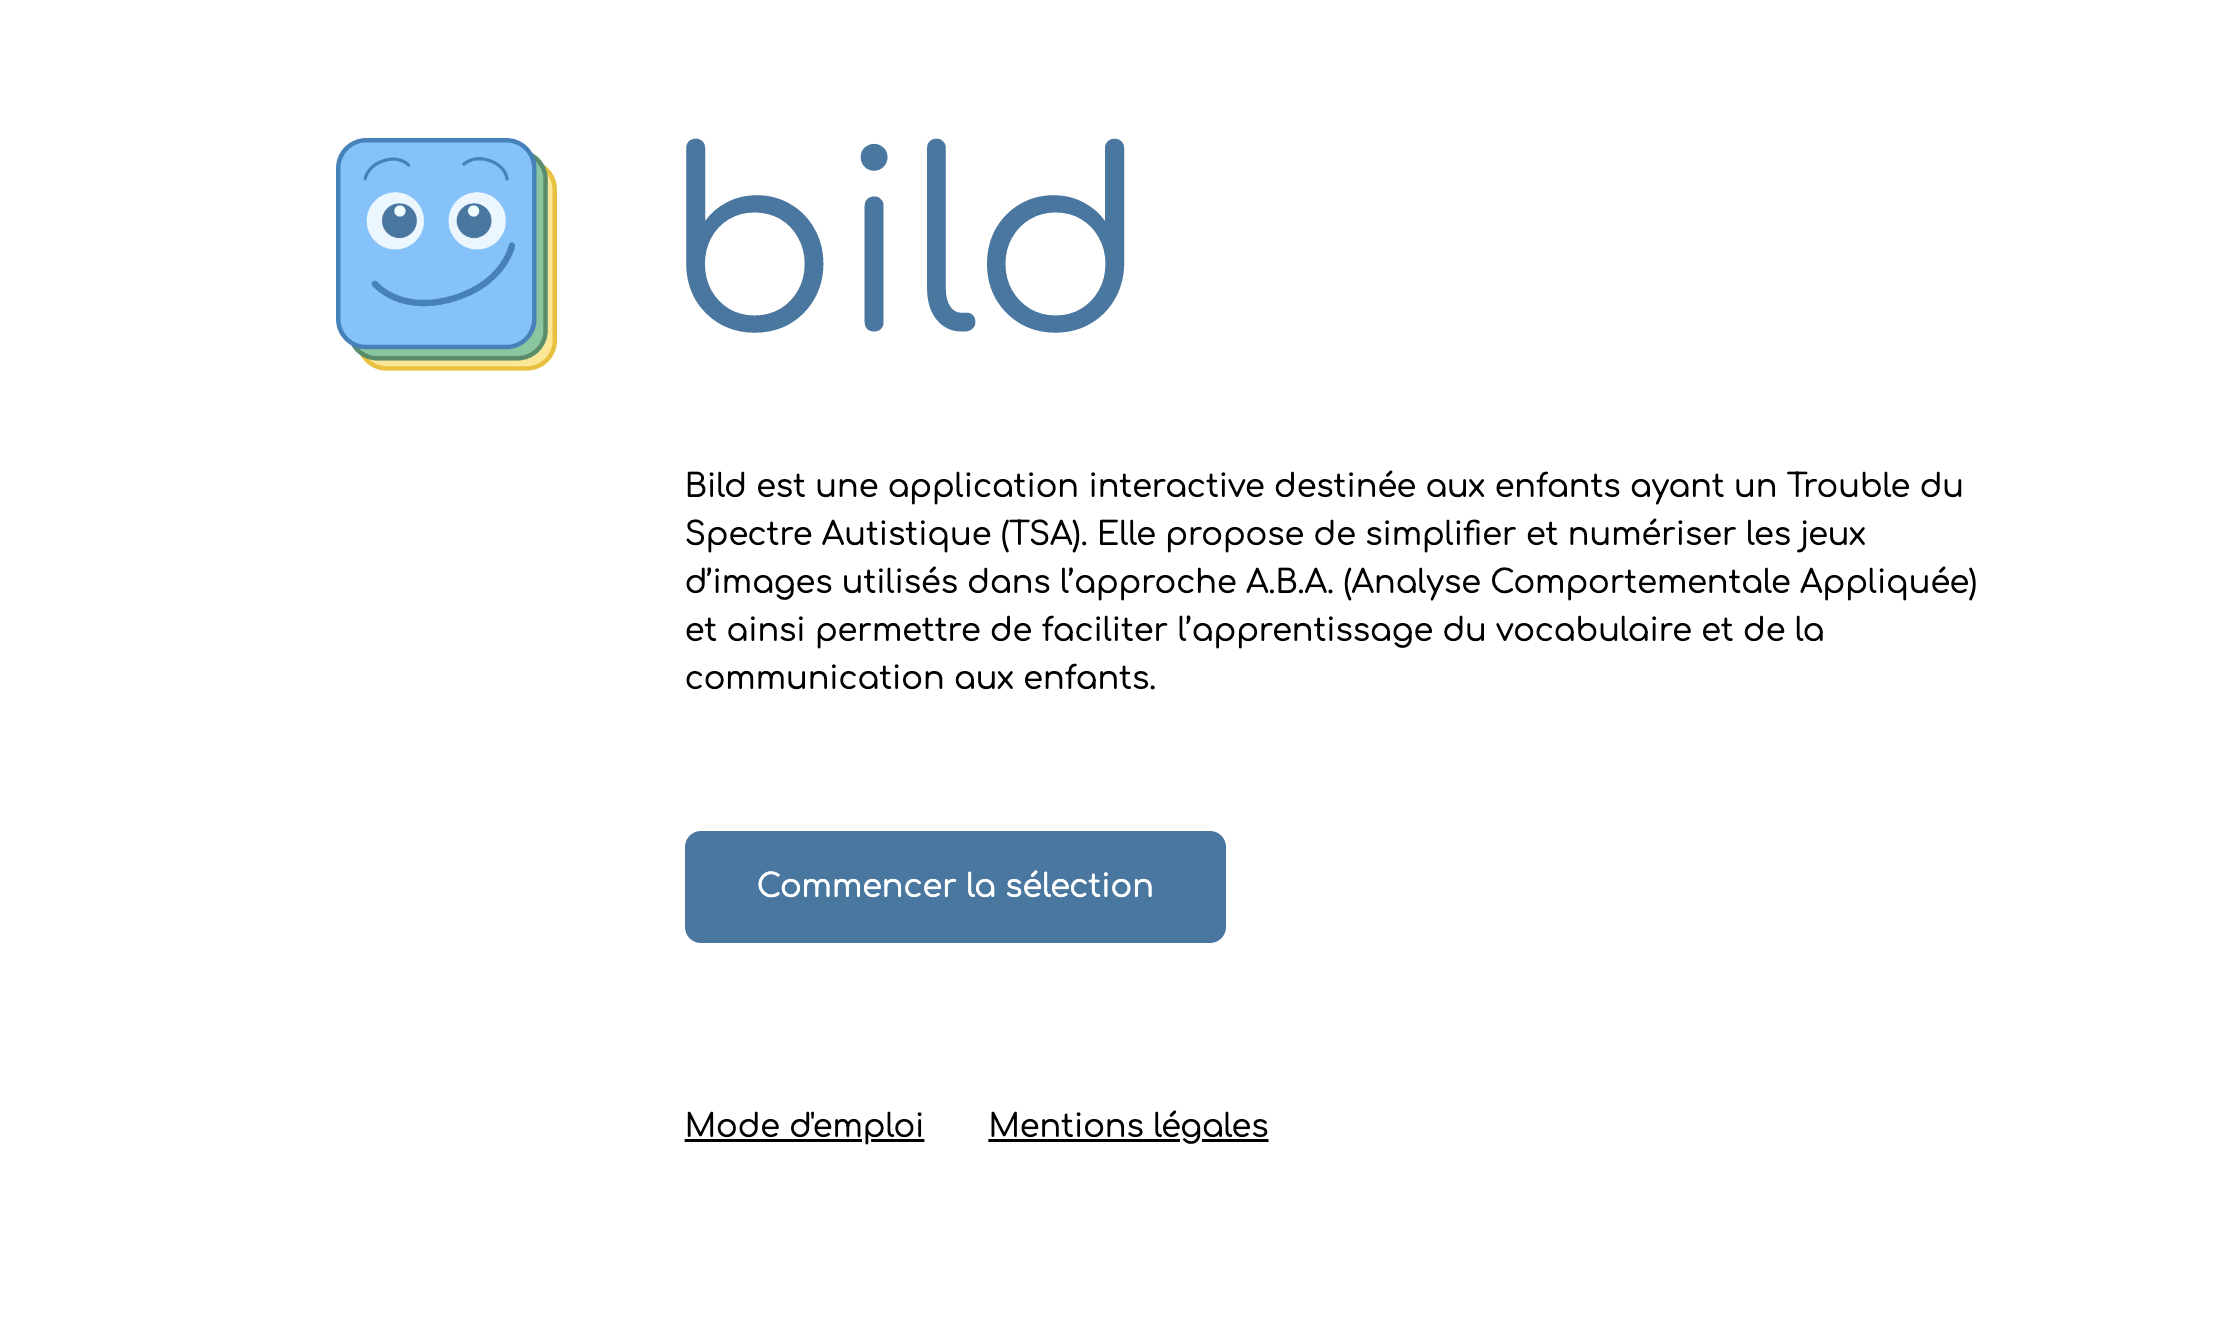 bild
Bild est une application interactive destinée aux enfants ayant un Trouble du
Spectre Autistique (TSA). Elle propose de simplifier et numériser les jeux
d’images utilisés dans l’approche A.B.A. (Analyse Comportementale Appliquée)
et ainsi permettre de faciliter l’apprentissage du vocabulaire et de la
communication aux enfants.
Commencer la sélection
Mode d'emploi Mentions légales